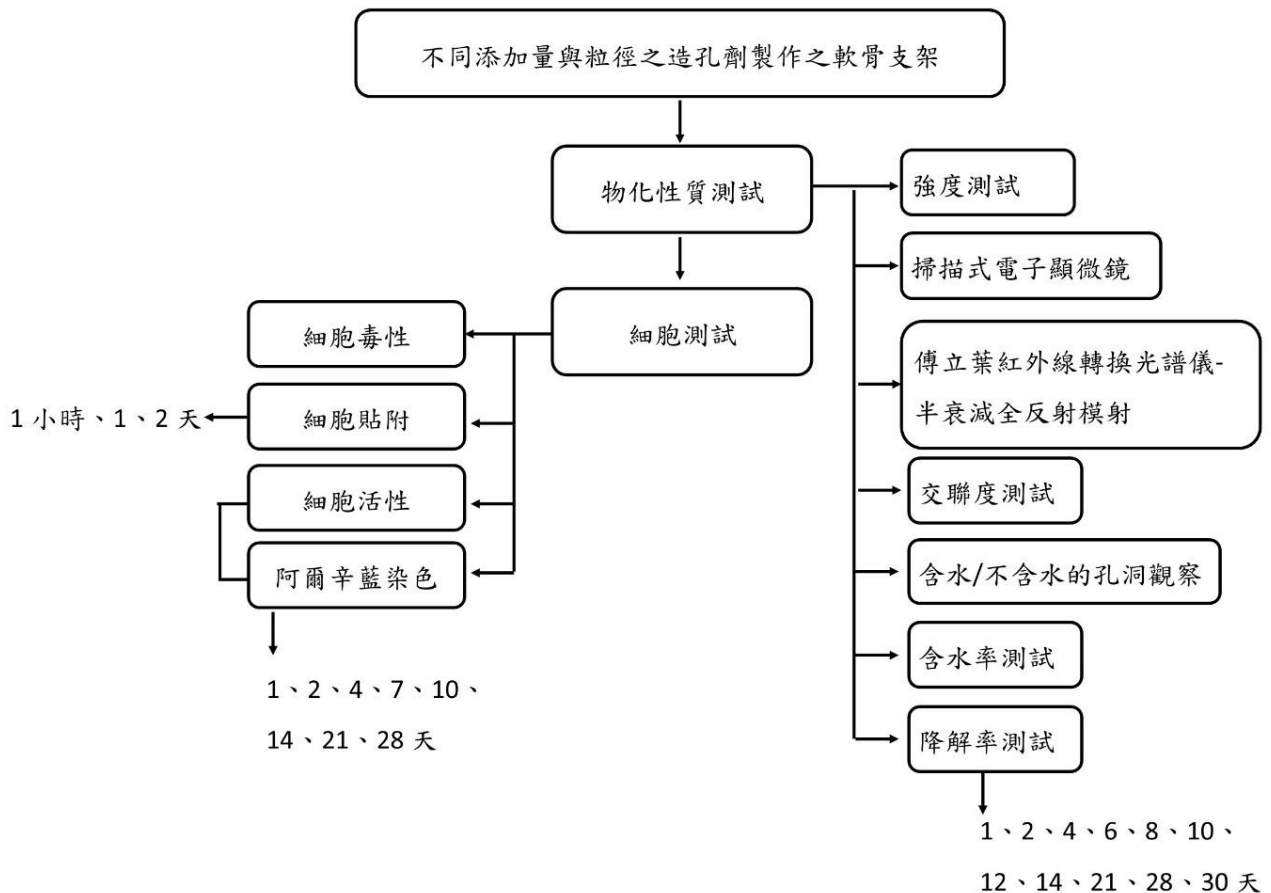 不同添加量與粒徑之造孔劑製作之軟骨支架
物化性質測試
強度測試
掃描式電子顯微鏡
傅立葉紅外線轉換光譜儀-
半衰減全反射模射
交聯度測試
含水/不含水的孔洞觀察
含水率測試
降解率測試
1、2、4、6、8、10、
12、14、21、28、30 天
細胞測試
細胞毒性
細胞貼附
1 小時、1、2 天
細胞活性
阿爾辛藍染色
1、2、4、7、10、
14、21、28 天